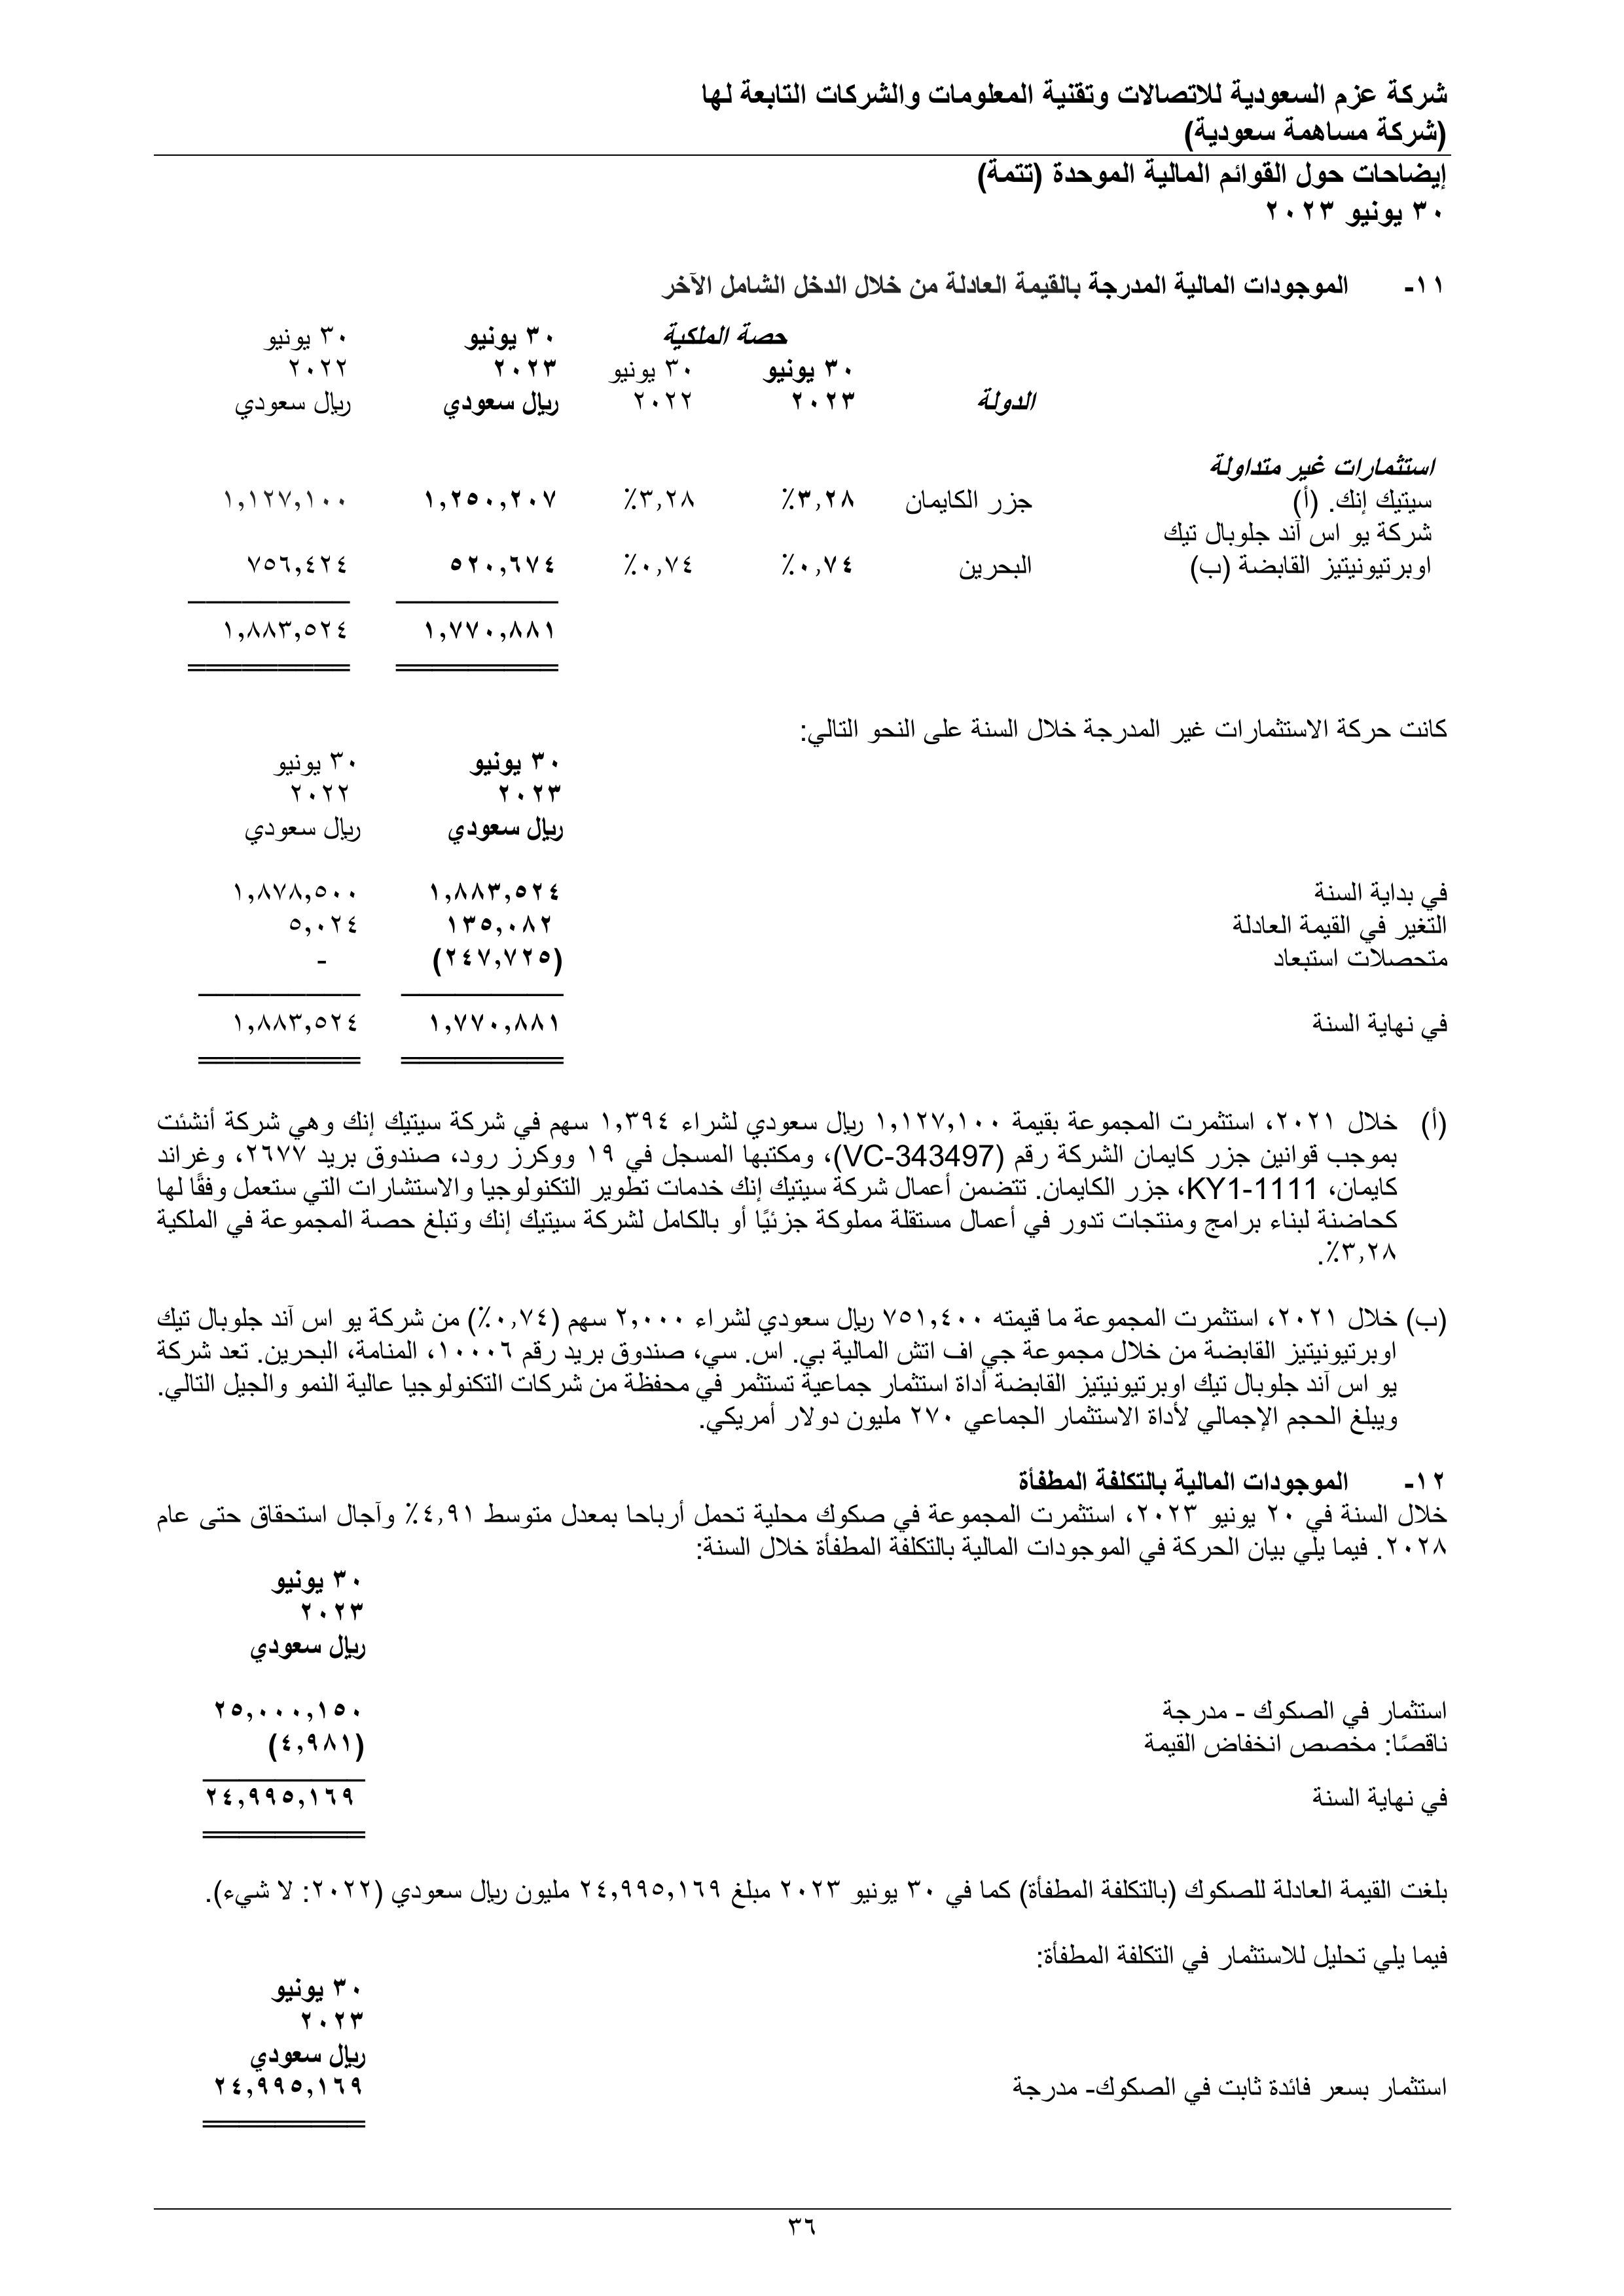 شركة عزم السعودية للاتصالات وتقنية المعلومات والشركات التابعة لها
(شركة مساهمة سعودية)
إيضاحات حول القوائم المالية الموحدة (تتمة)
٣٠ يونيو ٢٠٢٣
١١- الموجودات المالية المدرجة بالقيمة العادلة من خلال الدخل الشامل الآخر
حصة الملكية ٣٠ يونيو ٣٠ يونيو
٣٠ يونيو ٣٠ يونيو ٢٠٢٣ ٢٠٢٢
الدولة ٢٠٢٣ ٢٠٢٢ ريال سعودي ريال سعودي
استثمارات غير متداولة
سيتيك إنك. (أ) جزر الكايمان ٣,٢٨٪ ٣,٢٨٪ ١,٢٥٠,٢٠٧ ١,١٢٧,١٠٠
شركة يو اس آند جلوبال تيك
اوبرتيونيتيز القابضة (ب) البحرين ٠,٧٤٪ ٠,٧٤٪ ٥٢٠,٦٧٤ ٧٥٦,٤٢٤
١,٧٧٠,٨٨١ ١,٨٨٣,٥٢٤
كانت حركة الاستثمارات غير المدرجة خلال السنة على النحو التالي:
٣٠ يونيو ٣٠ يونيو
٢٠٢٣ ٢٠٢٢
ريال سعودي ريال سعودي
في بداية السنة ١,٨٨٣,٥٢٤ ١,٨٧٨,٥٠٠
التغير في القيمة العادلة ١٣٥,٠٨٢ ٥,٠٢٤
متحصلات استبعاد (٢٤٧,٧٢٥) -
في نهاية السنة ١,٧٧٠,٨٨١ ١,٨٨٣,٥٢٤
(أ) خلال ٢٠٢١، استثمرت المجموعة بقيمة ١,١٢٧,١٠٠ ريال سعودي لشراء ١,٣٩٤ سهم في شركة سيتيك إنك وهي شركة أنشئت
بموجب قوانين جزر كايمان الشركة رقم (VC-343497)، ومكتبها المسجل في ١٩ ووكرز رود، صندوق بريد ٢٦٧٧، وغراند
كايمان، KY1-1111، جزر الكايمان. تتضمن أعمال شركة سيتيك إنك خدمات تطوير التكنولوجيا والاستشارات التي ستعمل وفقًا لها
كحاضنة لبناء برامج ومنتجات تدور في أعمال مستقلة مملوكة جزئيًا أو بالكامل لشركة سيتيك إنك وتبلغ حصة المجموعة في الملكية
٣,٢٨٪.
(ب) خلال ٢٠٢١، استثمرت المجموعة ما قيمته ٧٥١,٤٠٠ ريال سعودي لشراء ٢,٠٠٠ سهم (٠,٧٤٪) من شركة يو اس آند جلوبال تيك
اوبرتيونيتيز القابضة من خلال مجموعة جي اف اتش المالية بي. اس. سي، صندوق بريد رقم ١٠٠٠٦، المنامة، البحرين. تعد شركة
يو اس آند جلوبال تيك اوبرتيونيتيز القابضة أداة استثمار جماعية تستثمر في محفظة من شركات التكنولوجيا عالية النمو والجيل التالي.
ويبلغ الحجم الإجمالي لأداة الاستثمار الجماعي ٢٧٠ مليون دولار أمريكي.
١٢- الموجودات المالية بالتكلفة المطفأة
خلال السنة في ٢٠ يونيو ٢٠٢٣، استثمرت المجموعة في صكوك محلية تحمل أرباحا بمعدل متوسط ٤,٩١٪ وآجال استحقاق حتى عام
٢٠٢٨. فيما يلي بيان الحركة في الموجودات المالية بالتكلفة المطفأة خلال السنة:
٣٠ يونيو
٢٠٢٣
ريال سعودي
استثمار في الصكوك - مدرجة ٢٥,٠٠٠,١٥٠
ناقصًا: مخصص انخفاض القيمة (٤,٩٨١)
في نهاية السنة ٢٤,٩٩٥,١٦٩
بلغت القيمة العادلة للصكوك (بالتكلفة المطفأة) كما في ٣٠ يونيو ٢٠٢٣ مبلغ ٢٤,٩٩٥,١٦٩ مليون ريال سعودي (٢٠٢٢: لا شيء).
فيما يلي تحليل للاستثمار في التكلفة المطفأة:
٣٠ يونيو
٢٠٢٣
ريال سعودي
استثمار بسعر فائدة ثابت في الصكوك- مدرجة ٢٤,٩٩٥,١٦٩
٣٦